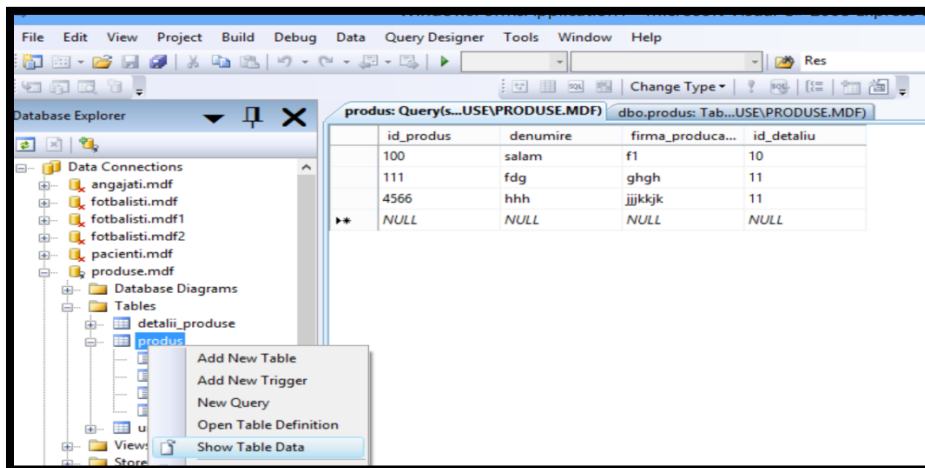 File Edit View Project Build Debug Data Query Designer Tools Window Help
Res
SQL Change Type SQL
Database Explorer
produs: Query(s...USE\PRODUSE.MDF) dbo.produs: Tab...USE\PRODUSE.MDF)
id_produs denumire firma_produca... id_detaliu
100 salam f1 10
111 fdg ghgh 11
4566 hhh jjjkkjk 11
NULL NULL NULL NULL
Data Connections
angajati.mdf
fotbalisti.mdf
fotbalisti.mdf1
fotbalisti.mdf2
pacienti.mdf
produse.mdf
Database Diagrams
Tables
detalii_produse
produs
Add New Table
Add New Trigger
New Query
Open Table Definition
Show Table Data
u
Views
Store